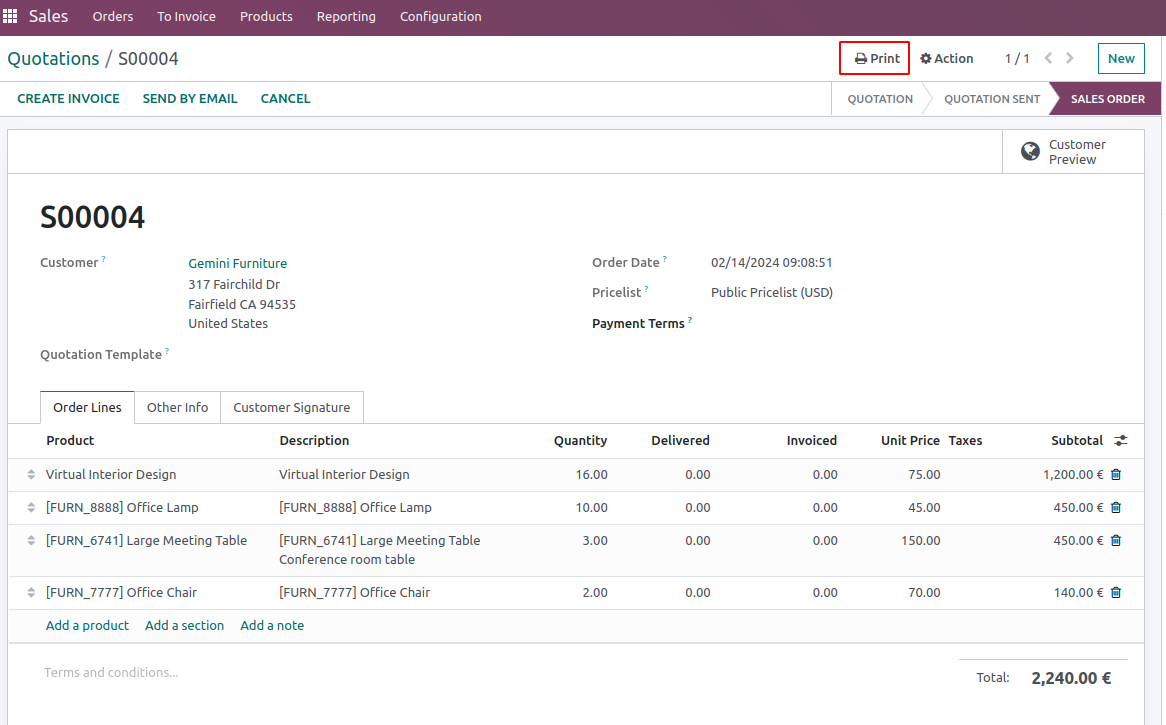 Sales Orders To Invoice Products Reporting Configuration
Quotations / S00004 Print Action 1 / 1 New
CREATE INVOICE SEND BY EMAIL CANCEL QUOTATION QUOTATION SENT SALES ORDER
Customer
Preview
S00004
Customer ? Gemini Furniture Order Date ? 02/14/2024 09:08:51
317 Fairchild Dr
Fairfield CA 94535
United States
Pricelist ? Public Pricelist (USD)
Payment Terms ?
Quotation Template ?
Order Lines Other Info Customer Signature
Product Description Quantity Delivered Invoiced Unit Price Taxes Subtotal
Virtual Interior Design Virtual Interior Design 16.00 0.00 0.00 75.00 1,200.00 €
[FURN_8888] Office Lamp [FURN_8888] Office Lamp 10.00 0.00 0.00 45.00 450.00 €
[FURN_6741] Large Meeting Table [FURN_6741] Large Meeting Table 3.00 0.00 0.00 150.00 450.00 €
Conference room table
[FURN_7777] Office Chair [FURN_7777] Office Chair 2.00 0.00 0.00 70.00 140.00 €
Add a product Add a section Add a note
Terms and conditions... Total: 2,240.00 €